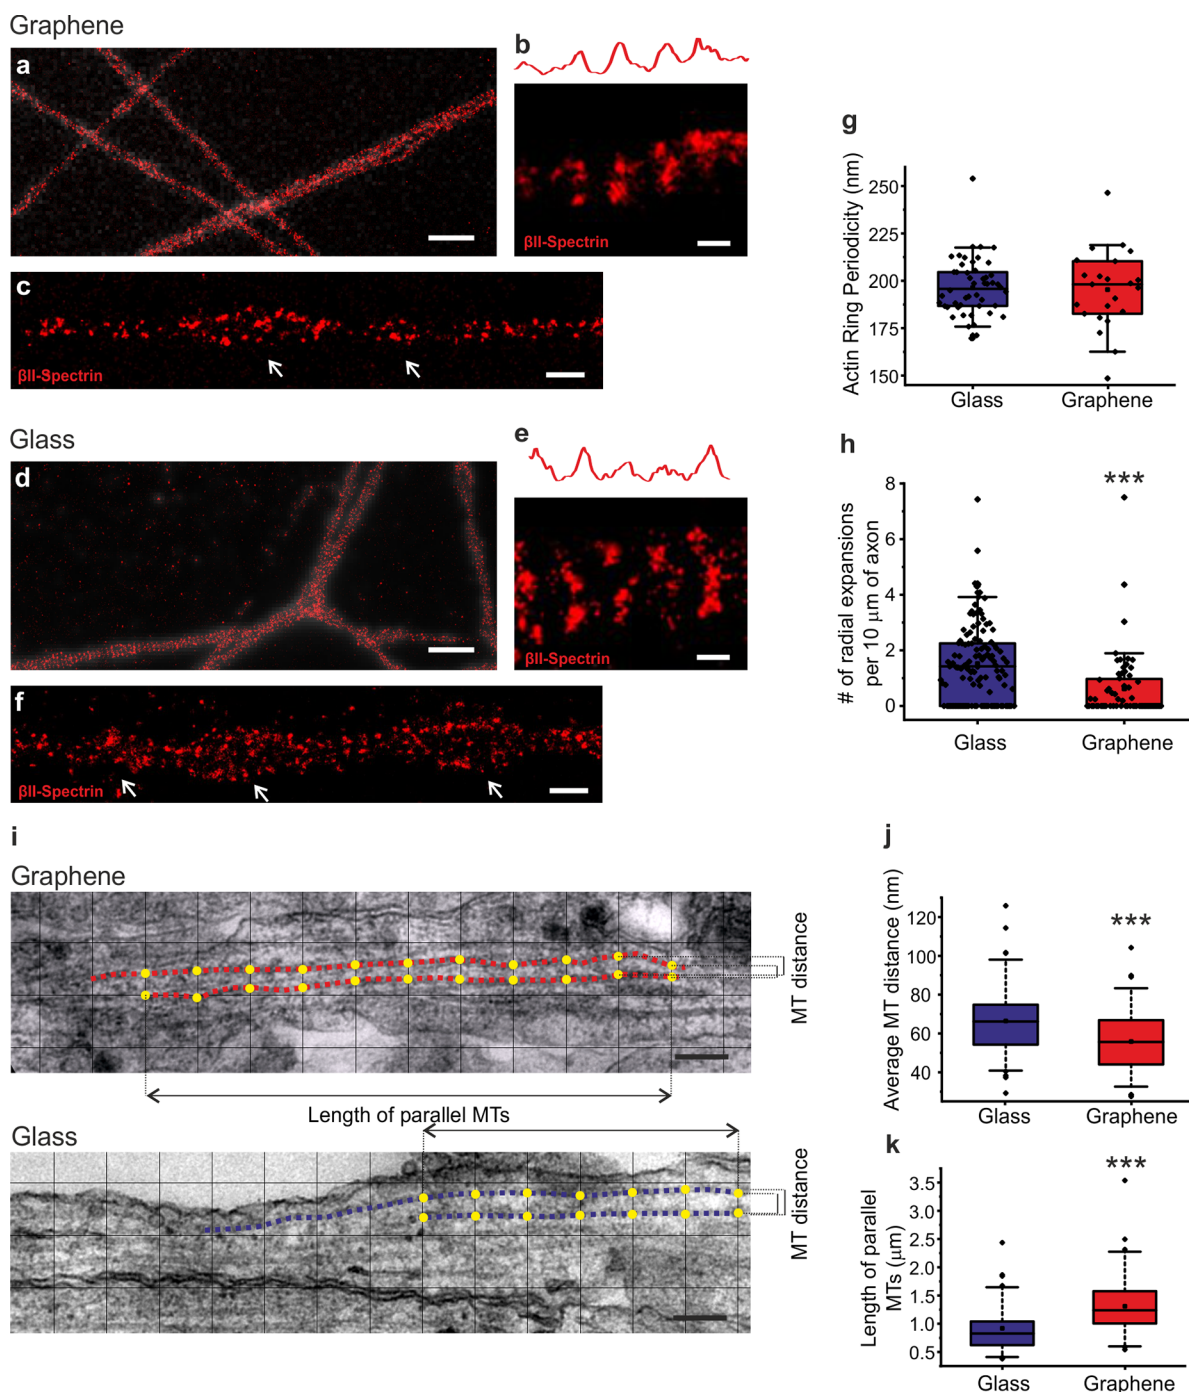 Graphene
a
b
βII-Spectrin
c
βII-Spectrin
Glass
d
e
βII-Spectrin
f
βII-Spectrin
g
Actin Ring Periodicity (nm)
250
225
200
175
150
Glass Graphene
h
***
# of radial expansions
per 10 μm of axon
8
6
4
2
0
Glass Graphene
i
Graphene
MT distance
Length of parallel MTs
Glass
MT distance
j
***
Average MT distance (nm)
120
100
80
60
40
Glass Graphene
k
***
Length of parallel
MTs (μm)
3.5
3.0
2.5
2.0
1.5
1.0
0.5
Glass Graphene